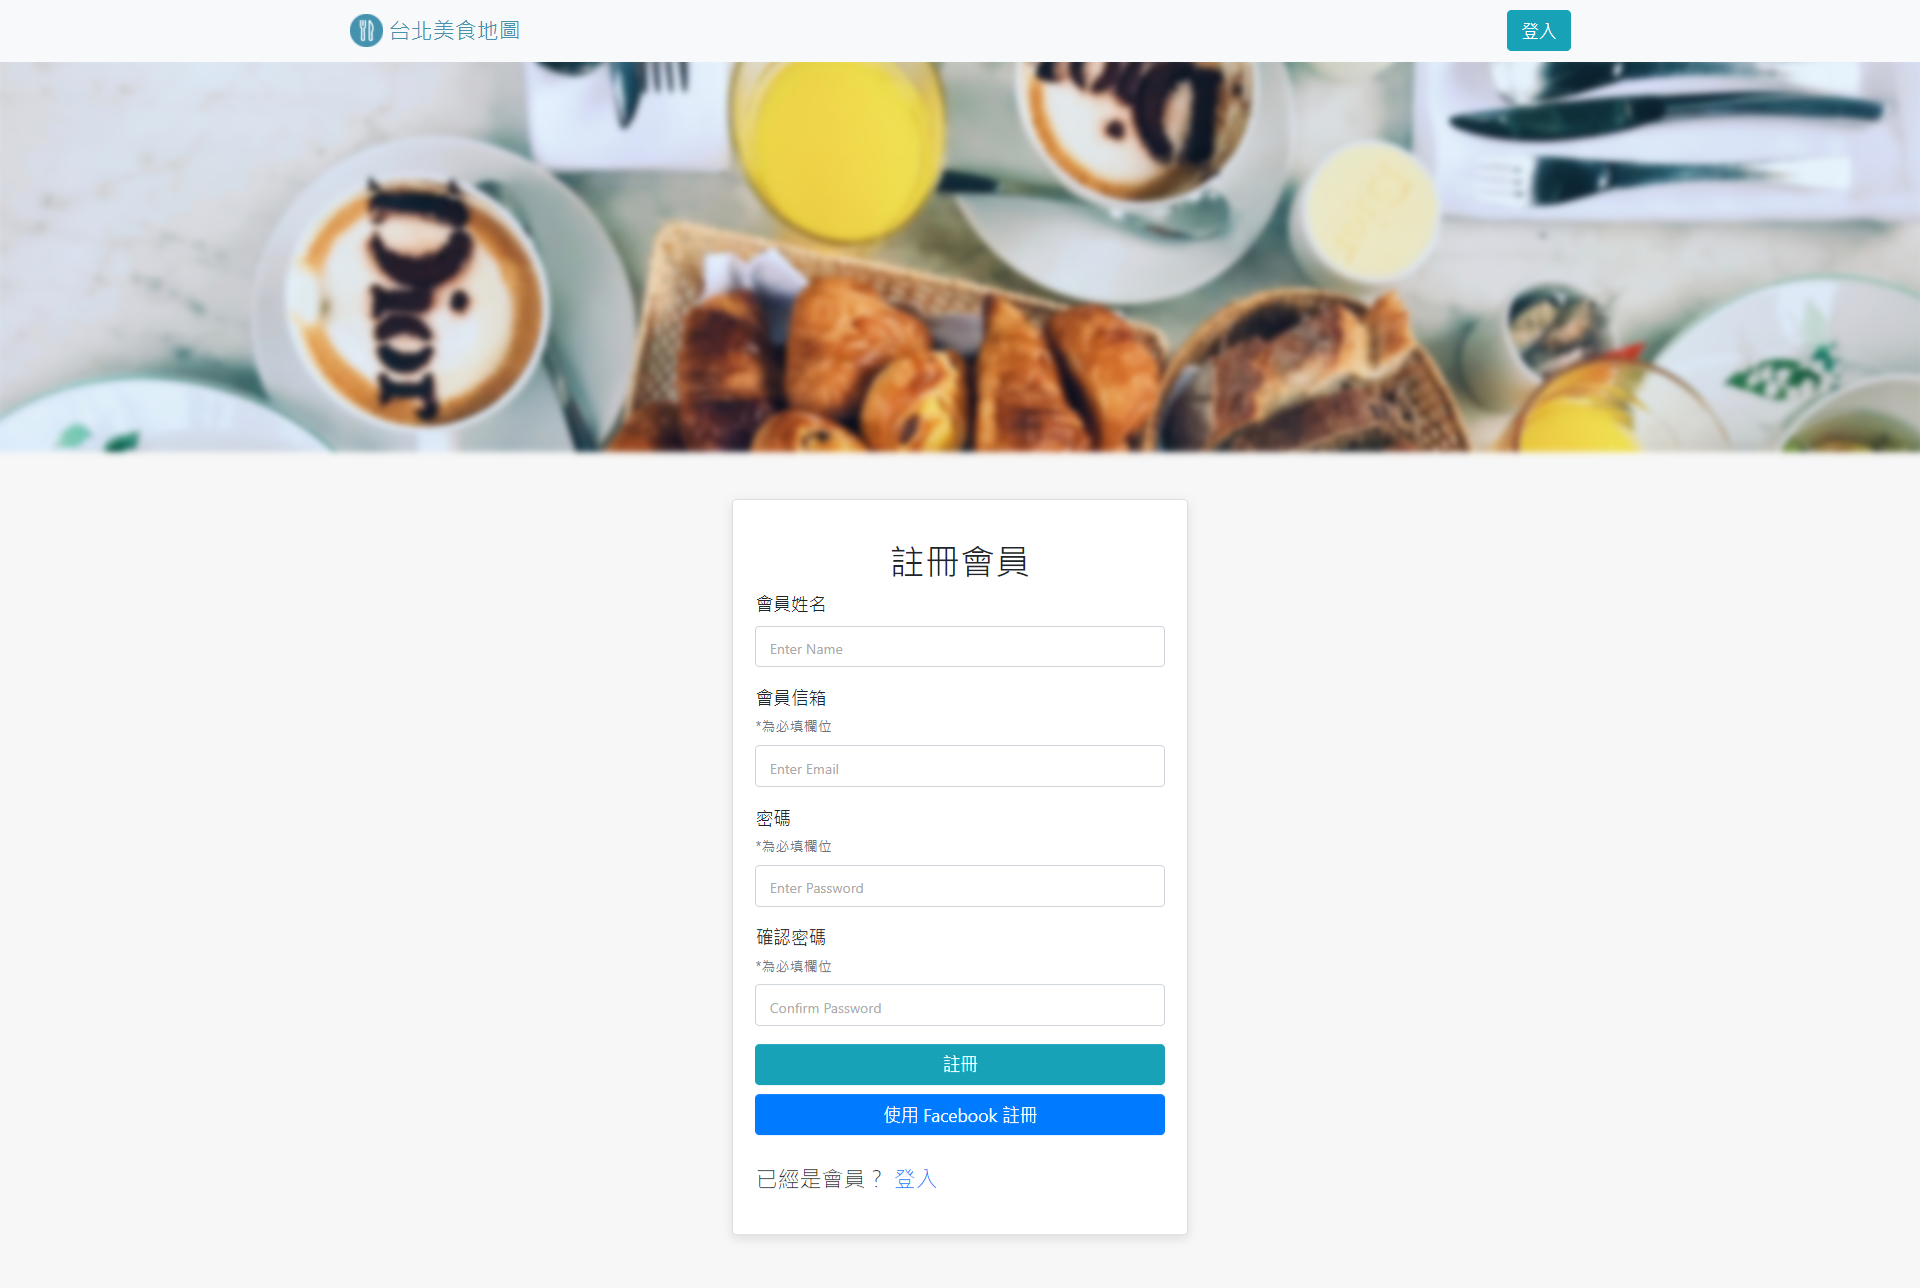 台北美食地圖
登入
Dior
Dior
註冊會員
會員姓名
Enter Name
會員信箱
*為必填欄位
Enter Email
密碼
*為必填欄位
Enter Password
確認密碼
*為必填欄位
Confirm Password
註冊
使用 Facebook 註冊
已經是會員？ 登入